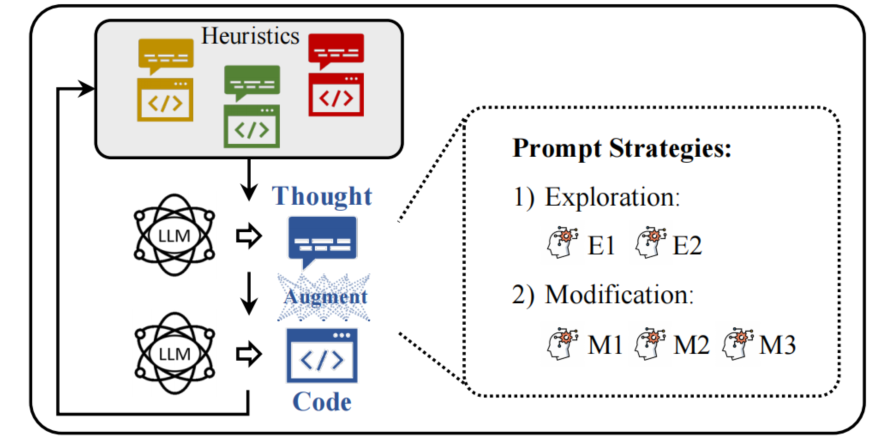 Heuristics
</>
</>
</>
Thought
LLM
Augment
LLM
</>
Code
Prompt Strategies:
1) Exploration:
E1 E2
2) Modification:
M1 M2 M3